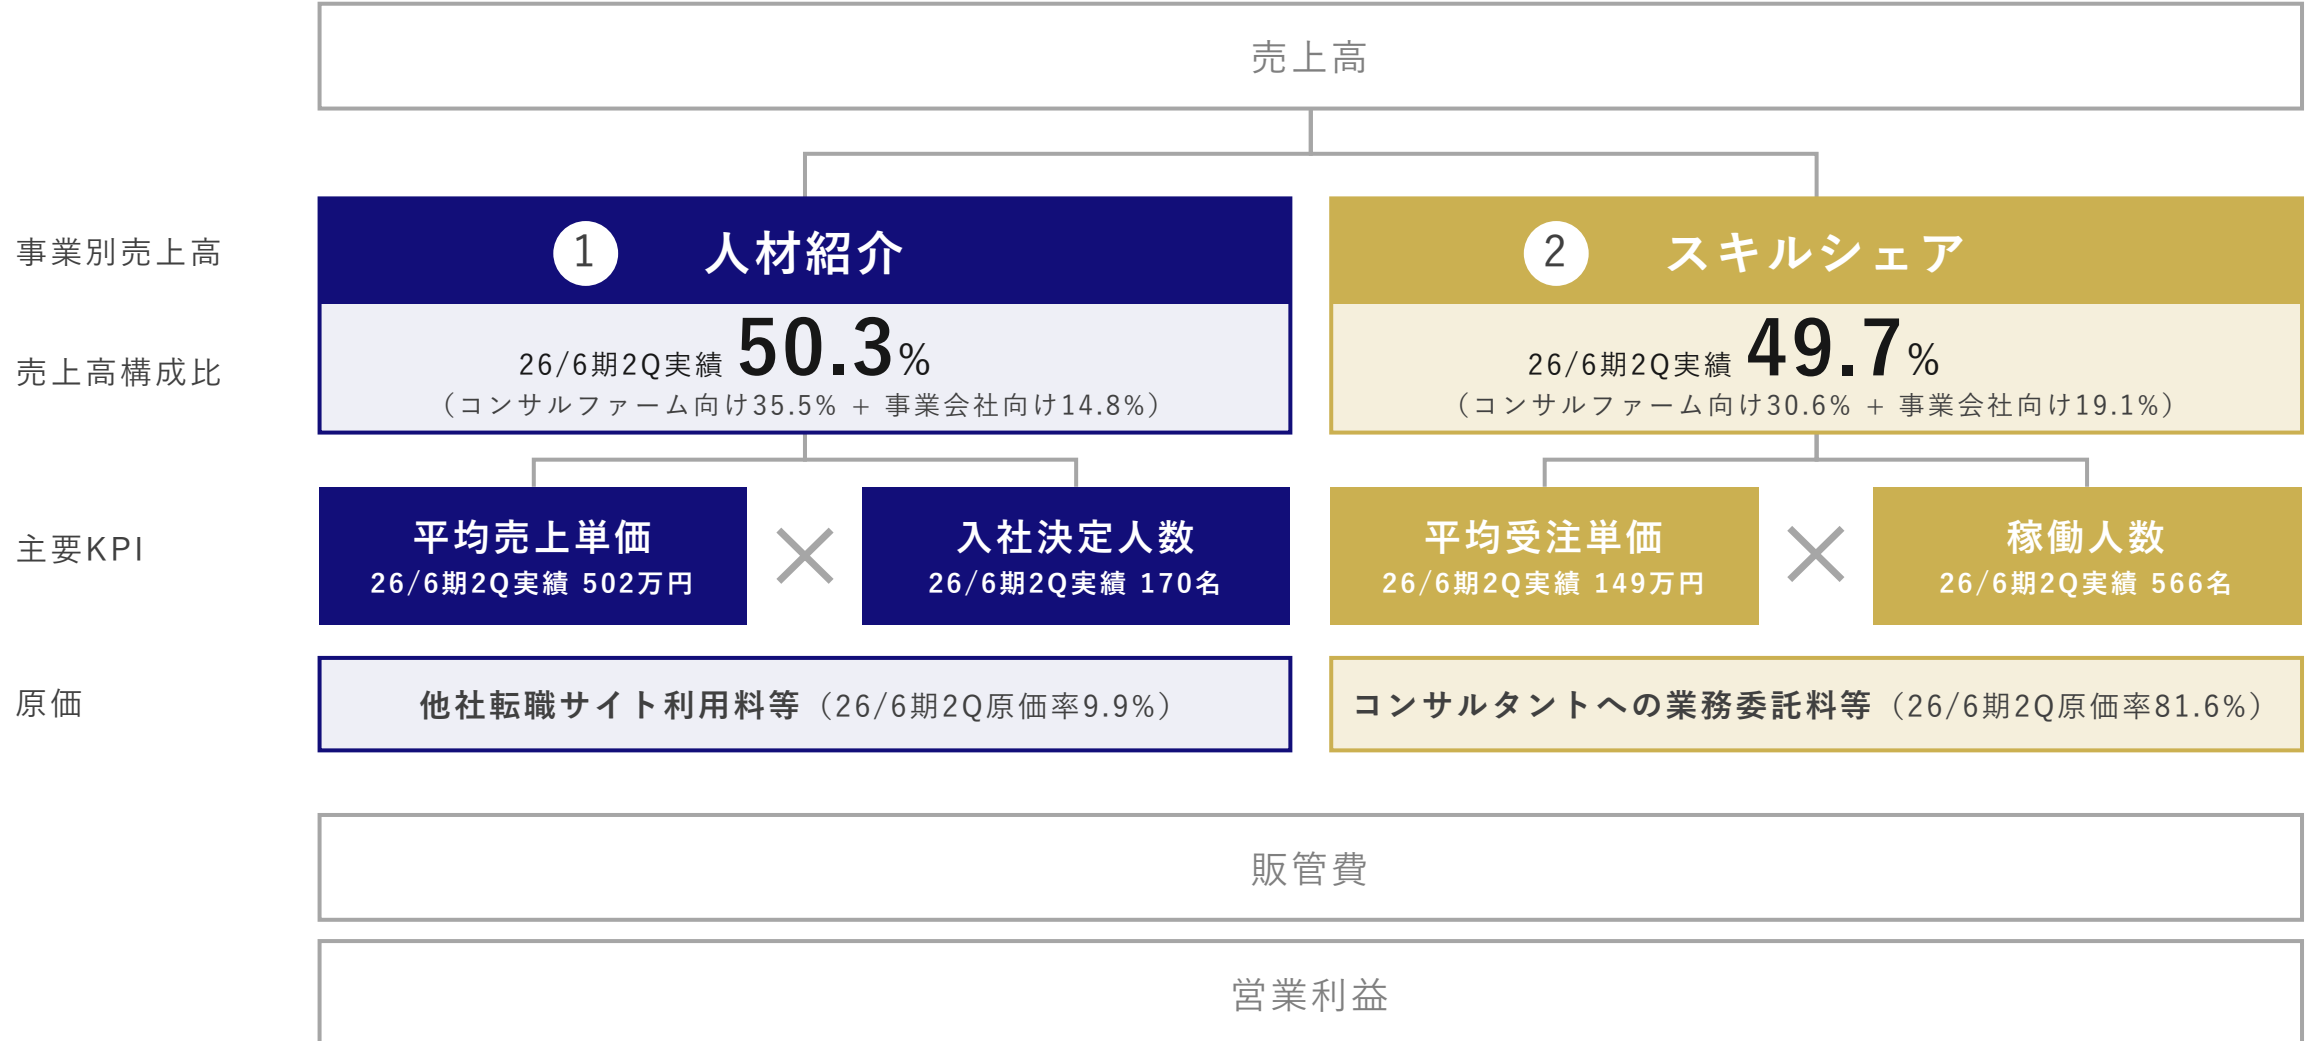 売上高
事業別売上高
1 人材紹介
2 スキルシェア
売上高構成比
26/6期2Q実績 50.3%
（コンサルファーム向け35.5% + 事業会社向け14.8%）
26/6期2Q実績 49.7%
（コンサルファーム向け30.6% + 事業会社向け19.1%）
主要KPI
平均売上単価
26/6期2Q実績 502万円
×
入社決定人数
26/6期2Q実績 170名
平均受注単価
26/6期2Q実績 149万円
×
稼働人数
26/6期2Q実績 566名
原価
他社転職サイト利用料等（26/6期2Q原価率9.9%）
コンサルタントへの業務委託料等（26/6期2Q原価率81.6%）
販管費
営業利益